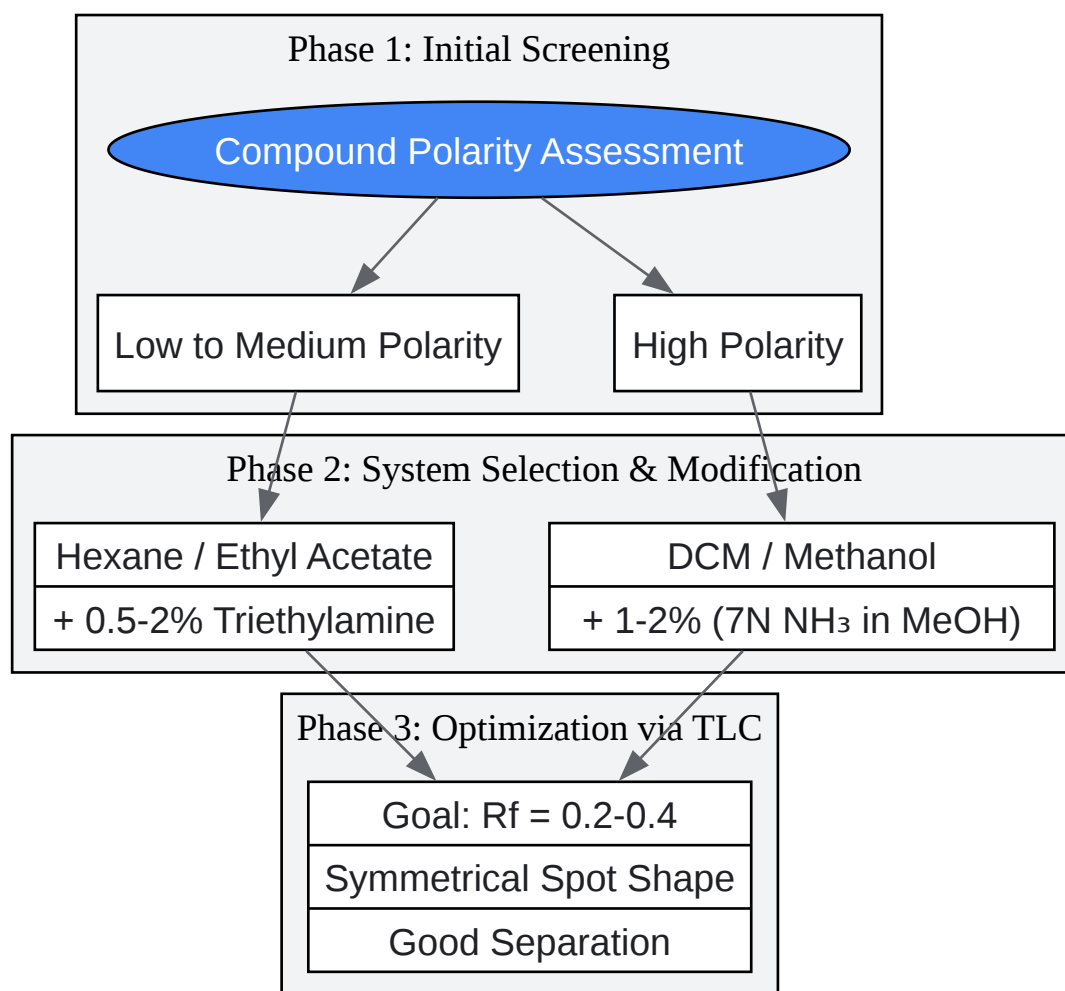 Phase 1: Initial Screening
Compound Polarity Assessment
Low to Medium Polarity
High Polarity
Phase 2: System Selection & Modification
Hexane / Ethyl Acetate
+ 0.5-2% Triethylamine
DCM / Methanol
+ 1-2% (7N NH₃ in MeOH)
Phase 3: Optimization via TLC
Goal: Rf = 0.2-0.4
Symmetrical Spot Shape
Good Separation